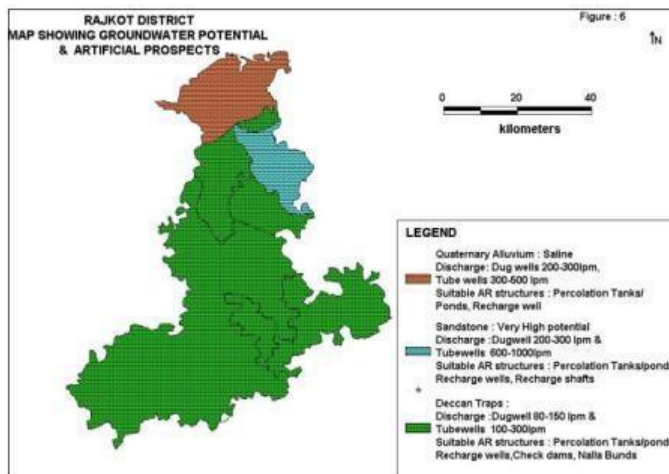 RAJKOT DISTRICT
MAP SHOWING GROUNDWATER POTENTIAL
& ARTIFICIAL PROSPECTS
Figure : 6
N
0 20 40
kilometers
LEGEND
Quaternary Alluvium : Saline
Discharge: Dug wells 200-300lpm,
Tube wells 300-500 lpm
Suitable AR structures : Percolation Tanks/
Ponds, Recharge well
Sandstone : Very High potential
Discharge :Dugwell 200-300 lpm &
Tubewells 600-1000lpm
Suitable AR structures : Percolation Tanks/pond
Recharge wells, Recharge shafts
Deccan Traps :
Discharge :Dugwell 80-150 lpm &
Tubewells 100-300lpm
Suitable AR structures : Percolation Tanks/pond
Recharge wells,Check dams, Nalla Bunds